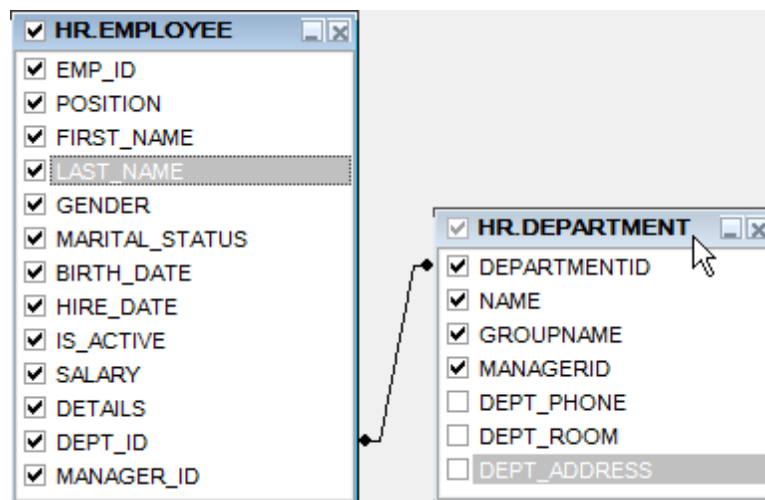 HR.EMPLOYEE
EMP_ID
POSITION
FIRST_NAME
LAST_NAME
GENDER
MARITAL_STATUS
BIRTH_DATE
HIRE_DATE
IS_ACTIVE
SALARY
DETAILS
DEPT_ID
MANAGER_ID
HR.DEPARTMENT
DEPARTMENTID
NAME
GROUPNAME
MANAGERID
DEPT_PHONE
DEPT_ROOM
DEPT_ADDRESS